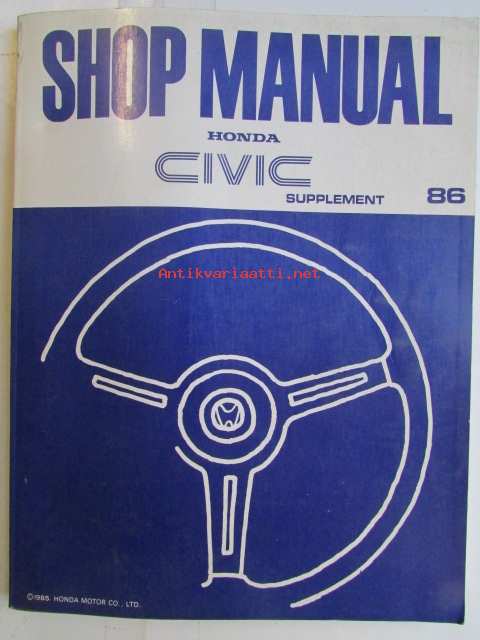 SHOP MANUAL
HONDA
CIVIC
SUPPLEMENT 86
Antikvariaatti.net
©1985. HONDA MOTOR CO., LTD.